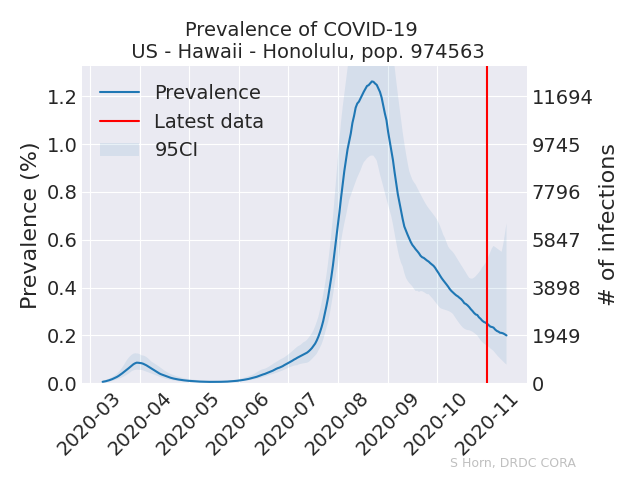 Prevalence of COVID-19
US - Hawaii - Honolulu, pop. 974563
Prevalence
Latest data
95CI
Prevalence (%)
1.2
1.0
0.8
0.6
0.4
0.2
0.0
11694
9745
7796
5847
3898
1949
0
# of infections
2020-03
2020-04
2020-05
2020-06
2020-07
2020-08
2020-09
2020-10
2020-11
S Horn, DRDC CORA